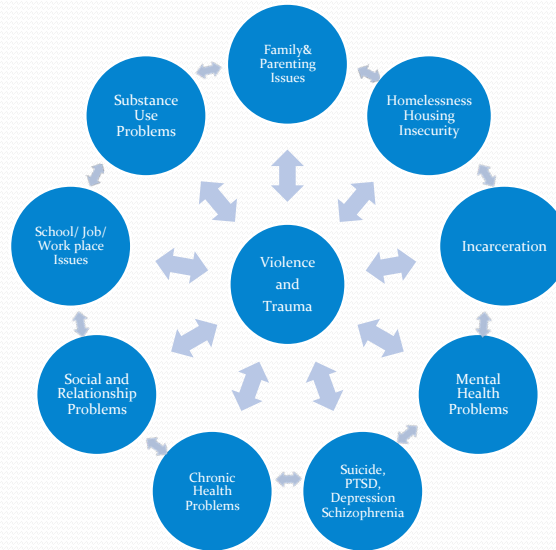 Family&
Parenting
Issues
Homelessness
Housing
Insecurity
Incarceration
Mental
Health
Problems
Suicide,
PTSD,
Depression
Schizophrenia
Chronic
Health
Problems
Social and
Relationship
Problems
School/ Job/
Work place
Issues
Substance
Use
Problems
Violence
and
Trauma